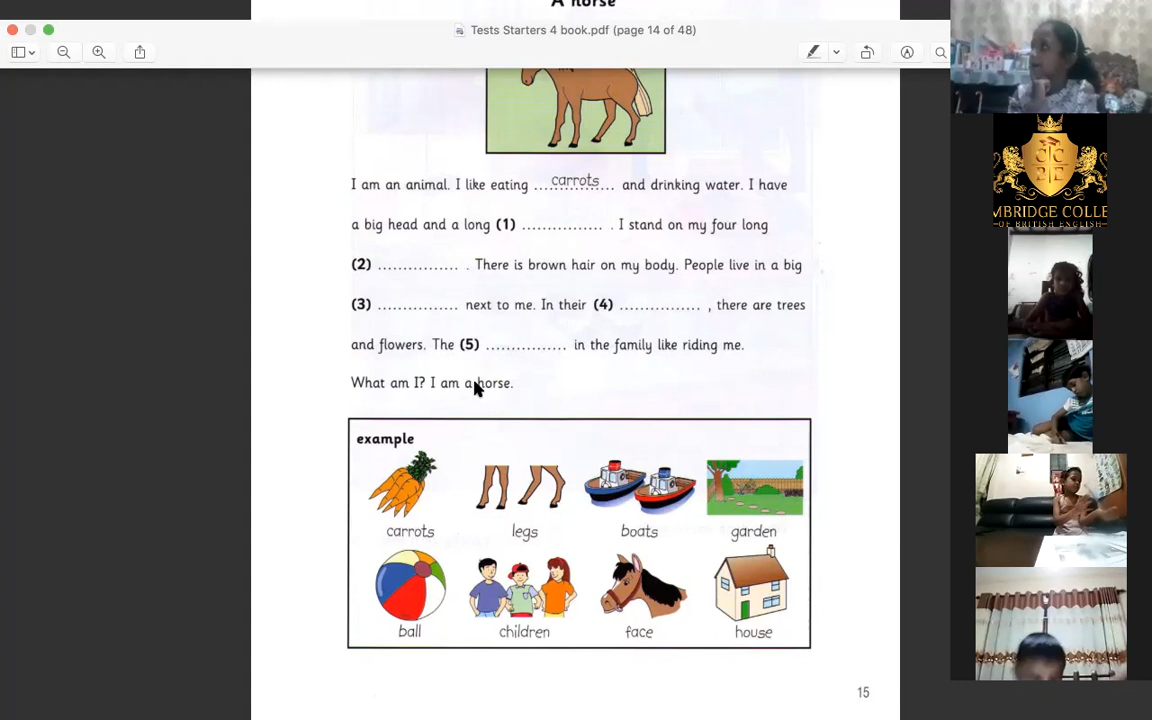 A horse
Tests Starters 4 book.pdf (page 14 of 48)
I am an animal. I like eating ...carrots... and drinking water. I have
a big head and a long (1) ................ . I stand on my four long
(2) ................ . There is brown hair on my body. People live in a big
(3) ................ next to me. In their (4) ................ , there are trees
and flowers. The (5) ................ in the family like riding me.
What am I? I am a horse.
example
carrots legs boats garden
ball children face house
15
MBRIDGE COLLE
OF BRITISH ENGLISH